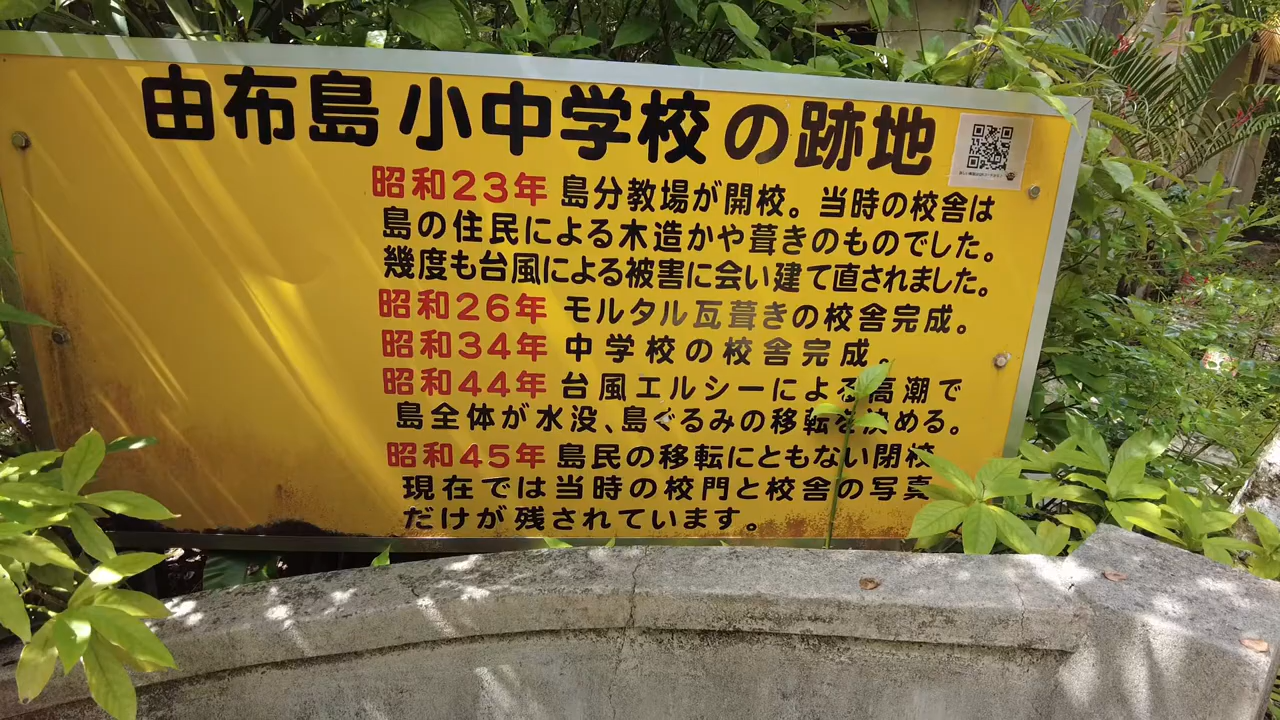 由布島小中学校の跡地
昭和23年 島分教場が開校。当時の校舎は
島の住民による木造かや葺きのものでした。
幾度も台風による被害に会い建て直されました。
昭和26年 モルタル瓦葺きの校舎完成。
昭和34年 中学校の校舎完成。
昭和44年 台風エルシーによる高潮で
島全体が水没、島ぐるみの移転を決める。
昭和45年 島民の移転にともない閉校
現在では当時の校門と校舎の写真
だけが残されています。